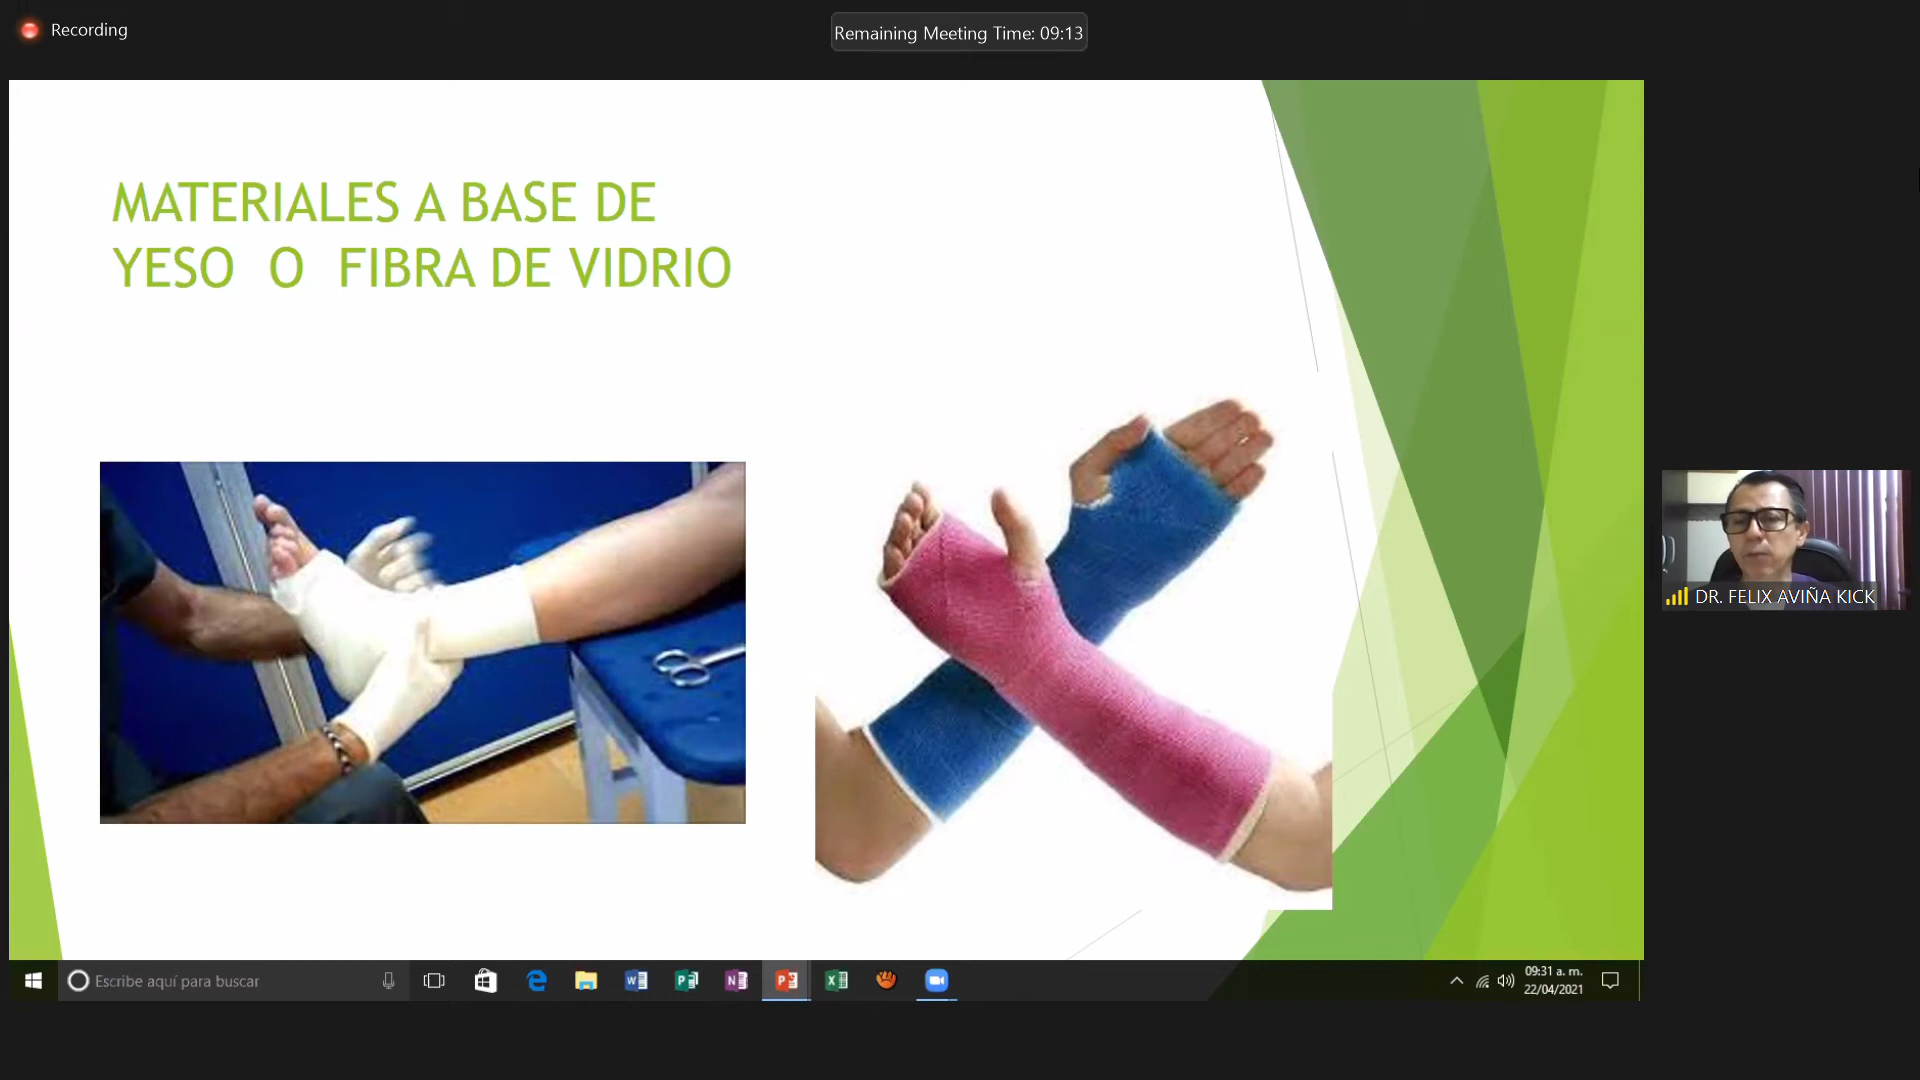 Recording
Remaining Meeting Time: 09:13
MATERIALES A BASE DE
YESO O FIBRA DE VIDRIO
DR. FELIX AVIÑA KICK
Escribe aquí para buscar
09:31 a. m.
22/04/2021